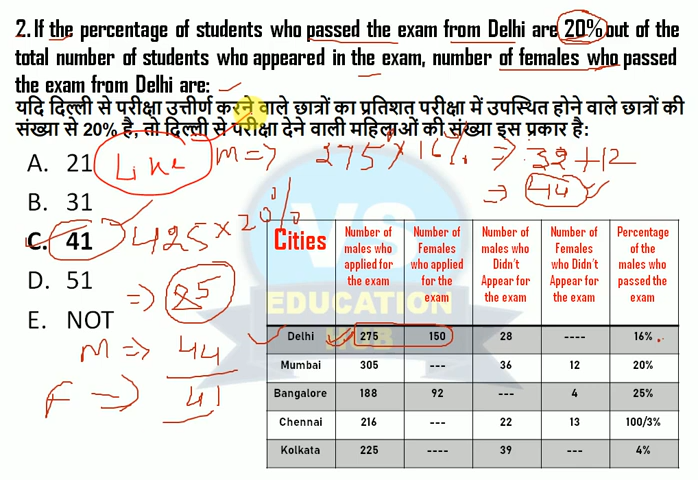 2. If the percentage of students who passed the exam from Delhi are 20% out of the
total number of students who appeared in the exam, number of females who passed
the exam from Delhi are:
यदि दिल्ली से परीक्षा उत्तीर्ण करने वाले छात्रों का प्रतिशत परीक्षा में उपस्थित होने वाले छात्रों की
संख्या से 20% है, तो दिल्ली से परीक्षा देने वाली महिलाओं की संख्या इस प्रकार है:
A. 21 Like M => 275 × 16% => 32 + 12
=> 44
B. 31
C. 41 425 × 20%
D. 51 => 85
E. NOT
M => 44
F => 41
VS
EDUCATION
Cities Number of males who applied for the exam Number of Females who applied for the exam Number of males who Didn't Appear for the exam Number of Females who Didn't Appear for the exam Percentage of the males who passed the exam
Delhi 275 150 28 ---- 16%
Mumbai 305 --- 36 12 20%
Bangalore 188 92 --- 4 25%
Chennai 216 --- 22 13 100/3%
Kolkata 225 --- 39 --- 4%